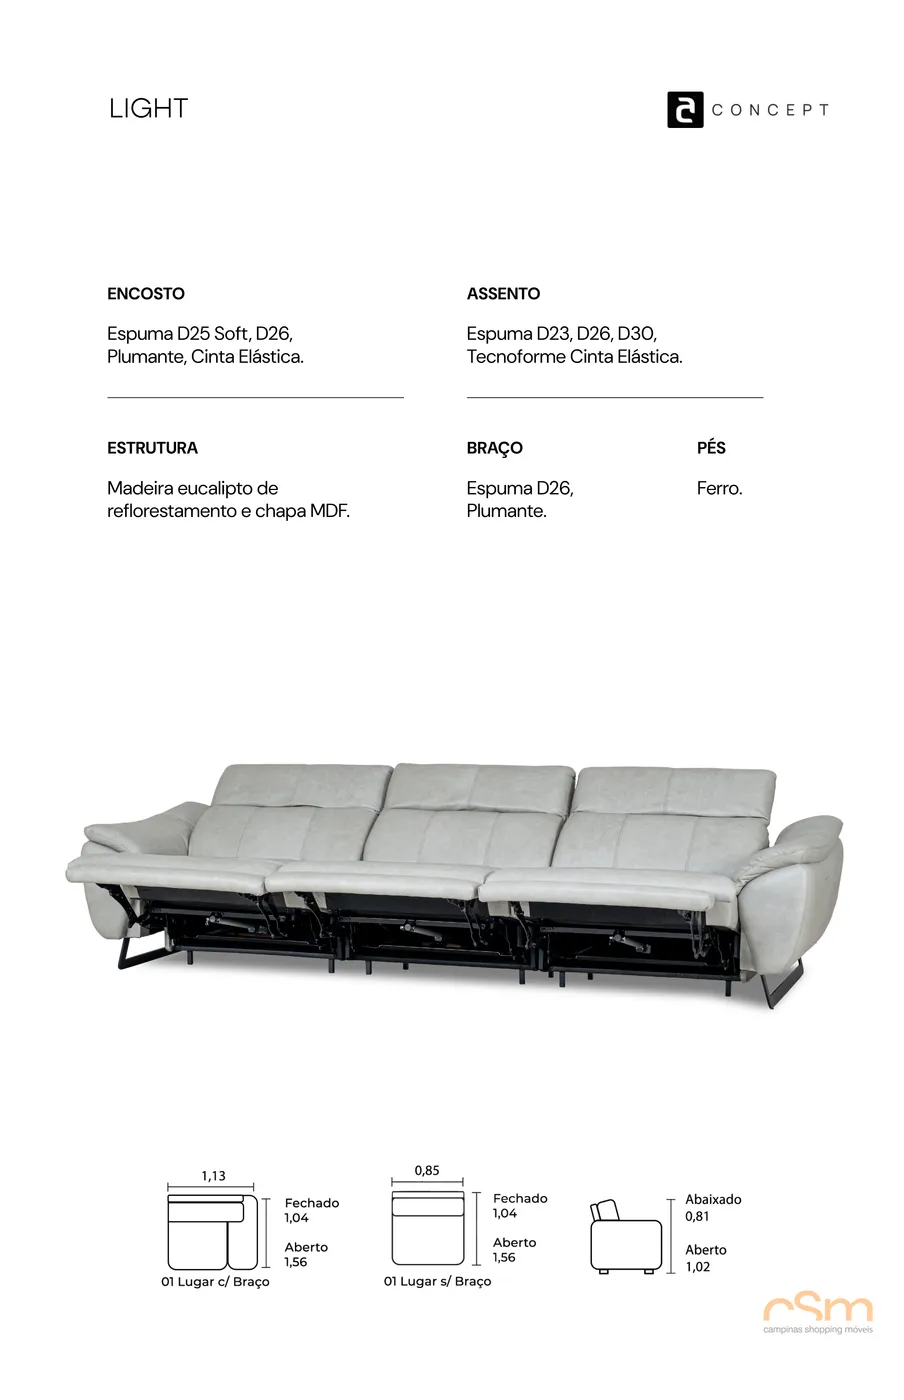 LIGHT
CONCEPT
ENCOSTO
Espuma D25 Soft, D26,
Plumante, Cinta Elástica.
ASSENTO
Espuma D23, D26, D30,
Tecnoforme Cinta Elástica.
ESTRUTURA
Madeira eucalipto de
reflorestamento e chapa MDF.
BRAÇO
Espuma D26,
Plumante.
PÉS
Ferro.
1,13
Fechado
1,04
Aberto
1,56
01 Lugar c/ Braço
0,85
Fechado
1,04
Aberto
1,56
01 Lugar s/ Braço
Abaixado
0,81
Aberto
1,02
csm
campinas shopping móveis